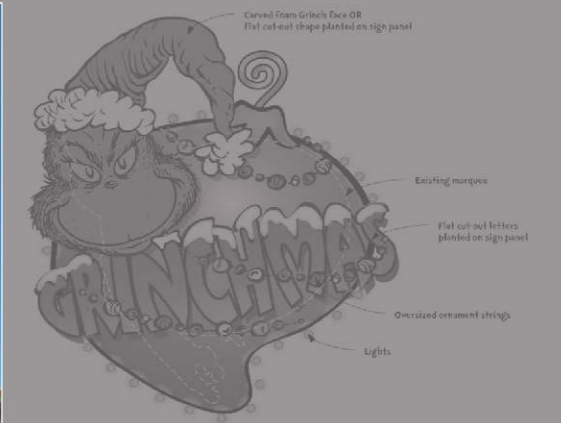 Carved Foam Grinch Face OR
Flat cut-out shape planted on sign panel
Existing marquee
Flat cut-out letters
planted on sign panel
GRINCHMAS
Oversized ornament strings
Lights